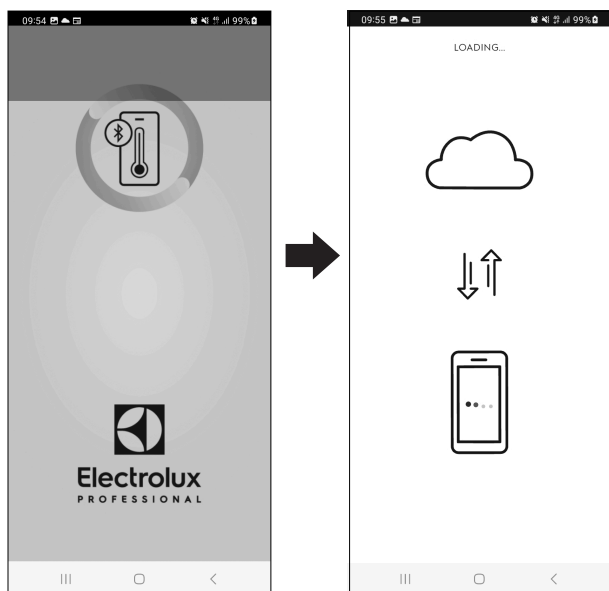 09:54 99%
Electrolux
PROFESSIONAL
09:55 99%
LOADING...